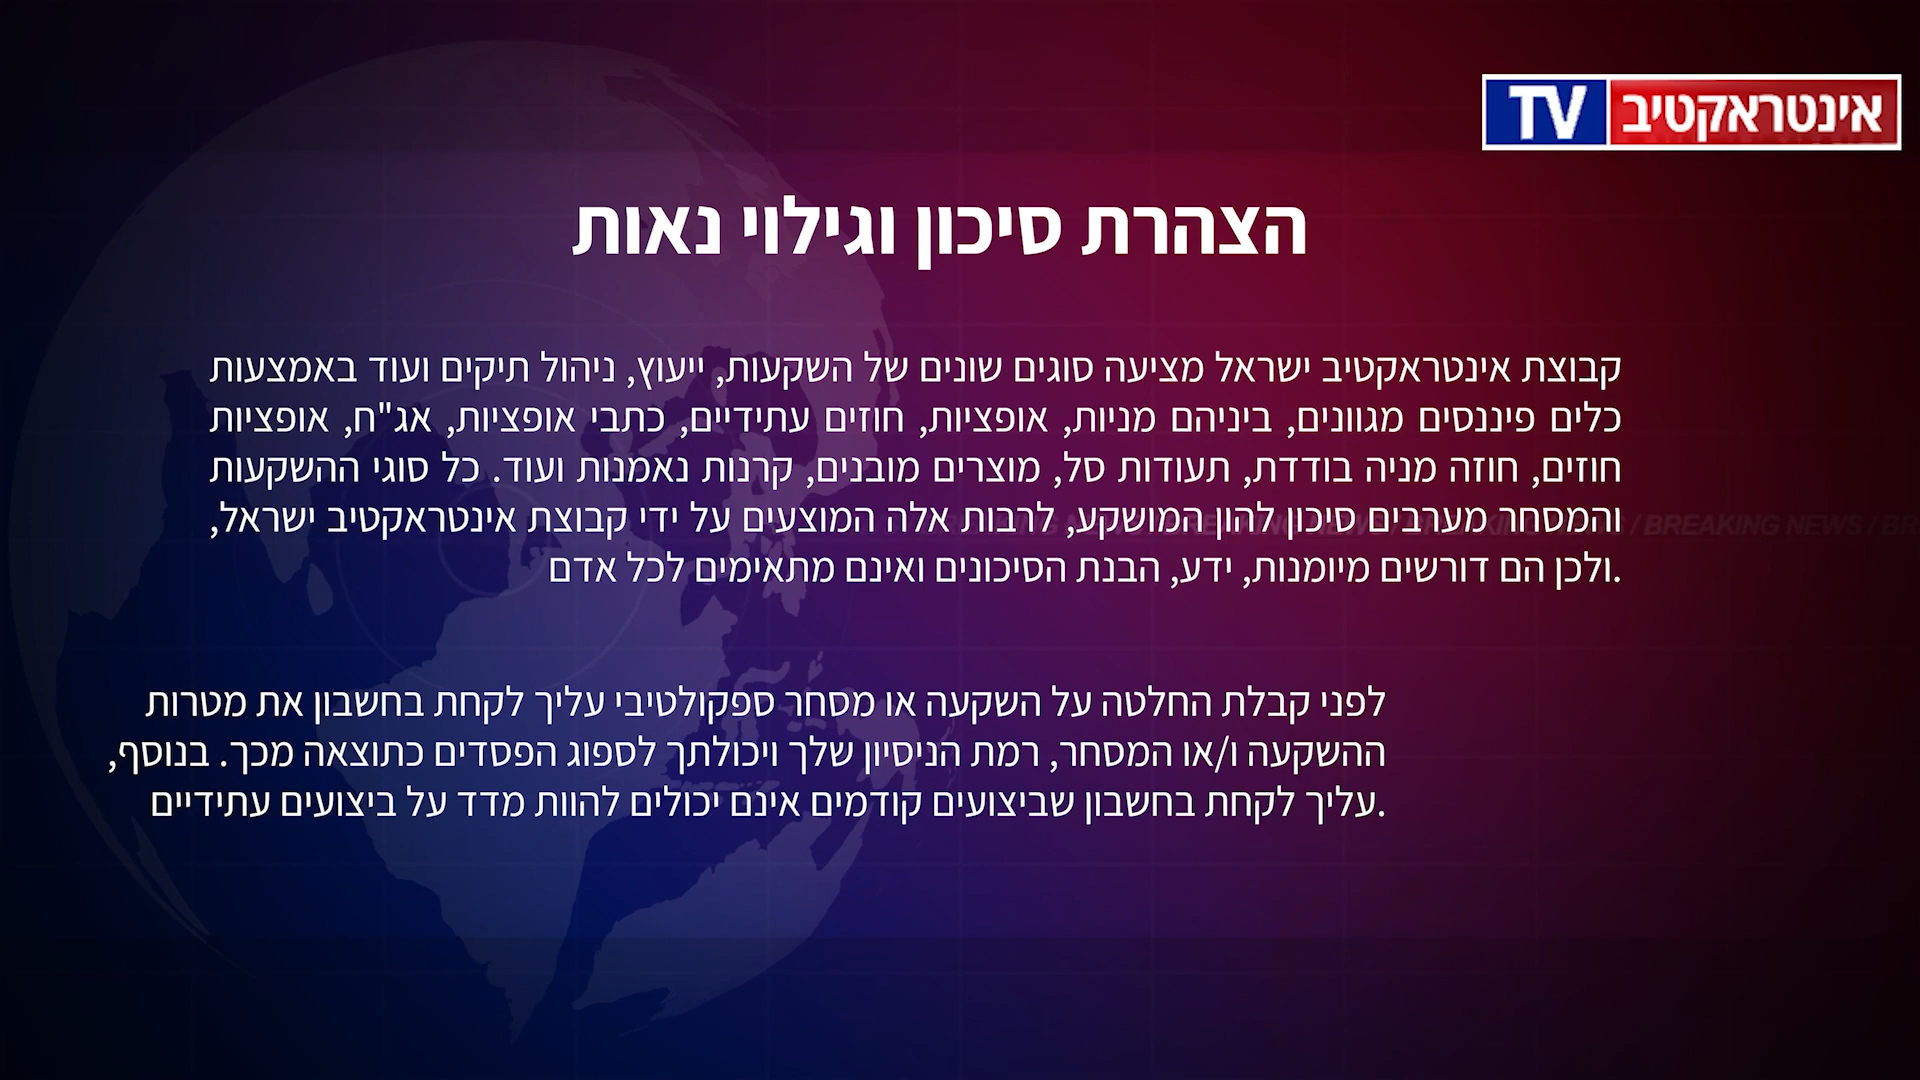 אינטראקטיב TV
הצהרת סיכון וגילוי נאות
קבוצת אינטראקטיב ישראל מציעה סוגים שונים של השקעות, ייעוץ, ניהול תיקים ועוד באמצעות
כלים פיננסים מגוונים, ביניהם מניות, אופציות, חוזים עתידיים, כתבי אופציות, אג"ח, אופציות
חוזים, חוזה מניה בודדת, תעודות סל, מוצרים מובנים, קרנות נאמנות ועוד. כל סוגי ההשקעות
והמסחר מערבים סיכון להון המושקע, לרבות אלה המוצעים על ידי קבוצת אינטראקטיב ישראל,
.ולכן הם דורשים מיומנות, ידע, הבנת הסיכונים ואינם מתאימים לכל אדם
/ BREAKING NEWS /
לפני קבלת החלטה על השקעה או מסחר ספקולטיבי עליך לקחת בחשבון את מטרות
ההשקעה ו/או המסחר, רמת הניסיון שלך ויכולתך לספוג הפסדים כתוצאה מכך. בנוסף,
.עליך לקחת בחשבון שביצועים קודמים אינם יכולים להוות מדד על ביצועים עתידיים